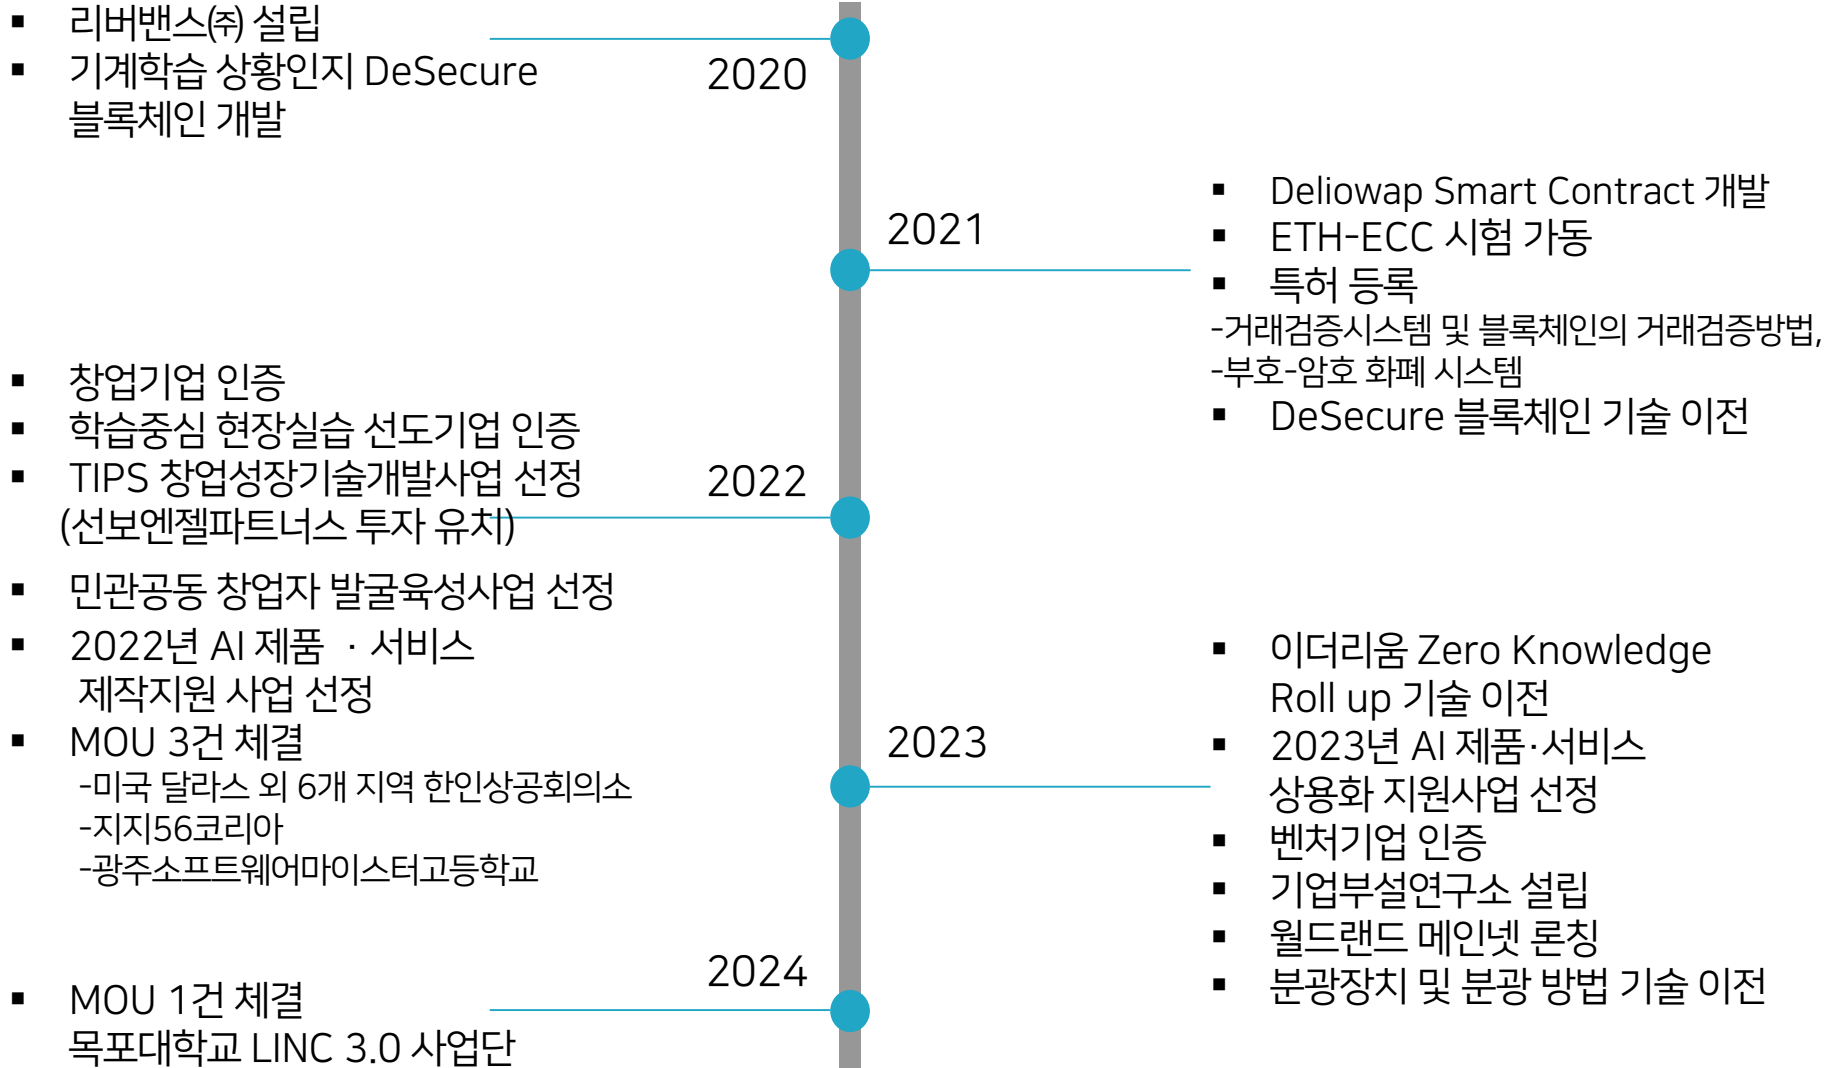 ▪ 리버밴스㈜ 설립
▪ 기계학습 상황인지 DeSecure
블록체인 개발
2020
2021
▪ Deliowap Smart Contract 개발
▪ ETH-ECC 시험 가동
▪ 특허 등록
-거래검증시스템 및 블록체인의 거래검증방법,
-부호-암호 화폐 시스템
▪ DeSecure 블록체인 기술 이전
▪ 창업기업 인증
▪ 학습중심 현장실습 선도기업 인증
▪ TIPS 창업성장기술개발사업 선정
(선보엔젤파트너스 투자 유치)
▪ 민관공동 창업자 발굴육성사업 선정
▪ 2022년 AI 제품 · 서비스
제작지원 사업 선정
▪ MOU 3건 체결
-미국 달라스 외 6개 지역 한인상공회의소
-지지56코리아
-광주소프트웨어마이스터고등학교
2022
2023
▪ 이더리움 Zero Knowledge
Roll up 기술 이전
▪ 2023년 AI 제품·서비스
상용화 지원사업 선정
▪ 벤처기업 인증
▪ 기업부설연구소 설립
▪ 월드랜드 메인넷 론칭
▪ 분광장치 및 분광 방법 기술 이전
2024
▪ MOU 1건 체결
목포대학교 LINC 3.0 사업단